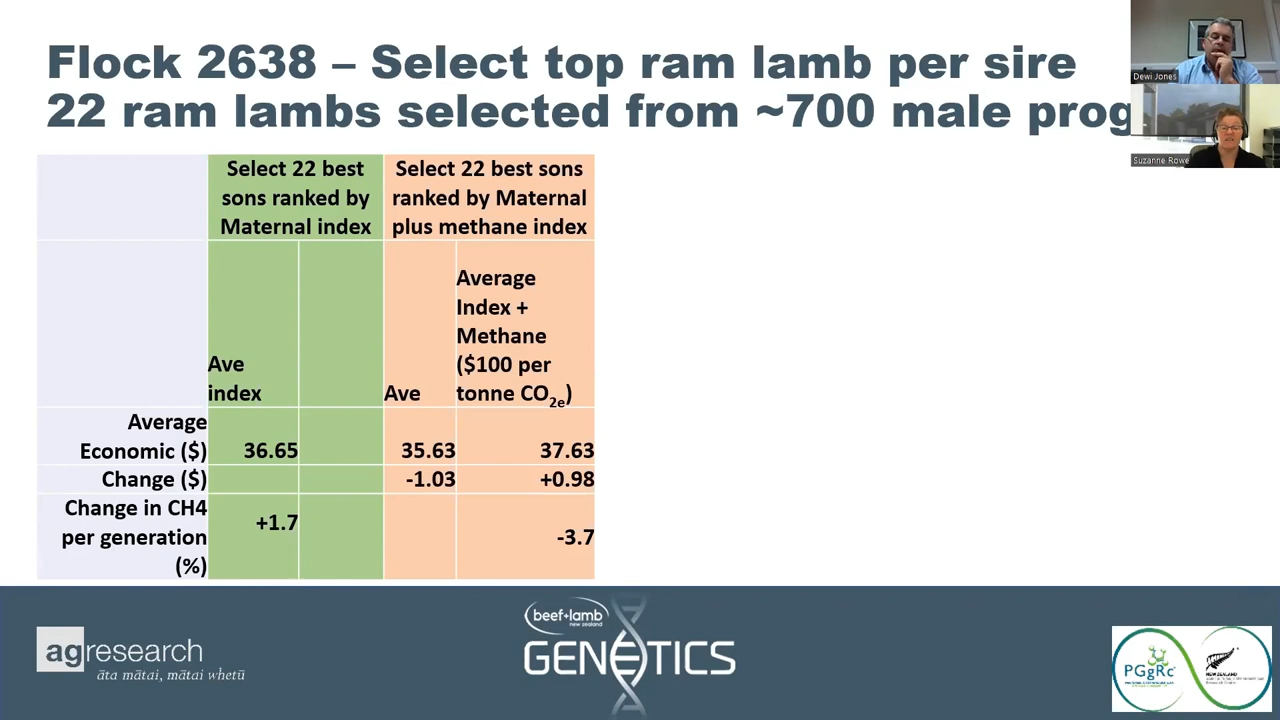 Flock 2638 – Select top ram lamb per sire
22 ram lambs selected from ~700 male prog
Dewi Jones
Suzanne Rowe
Select 22 best
sons ranked by
Maternal index
Select 22 best sons
ranked by Maternal
plus methane index
Ave
index
Ave
Average
Index +
Methane
($100 per
tonne CO2e)
Average
Economic ($)
36.65
35.63
37.63
Change ($)
-1.03
+0.98
Change in CH4
per generation
(%)
+1.7
-3.7
agresearch
āta mātai, mātai whetū
beef+lamb
new zealand
GENETICS
PGgRc
NEW ZEALAND